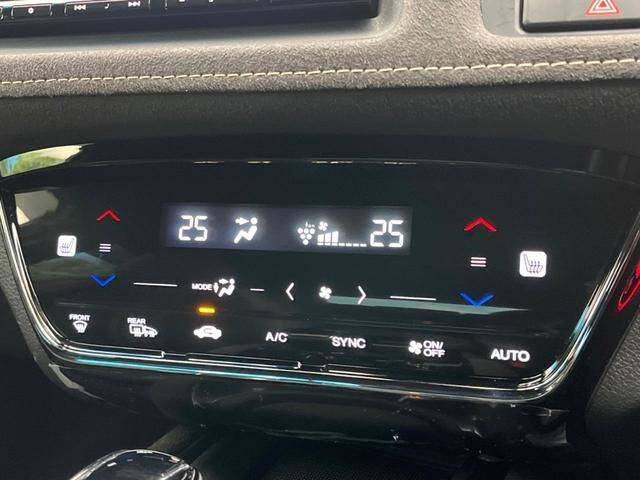 25 25
MODE
FRONT REAR A/C SYNC ON/OFF AUTO